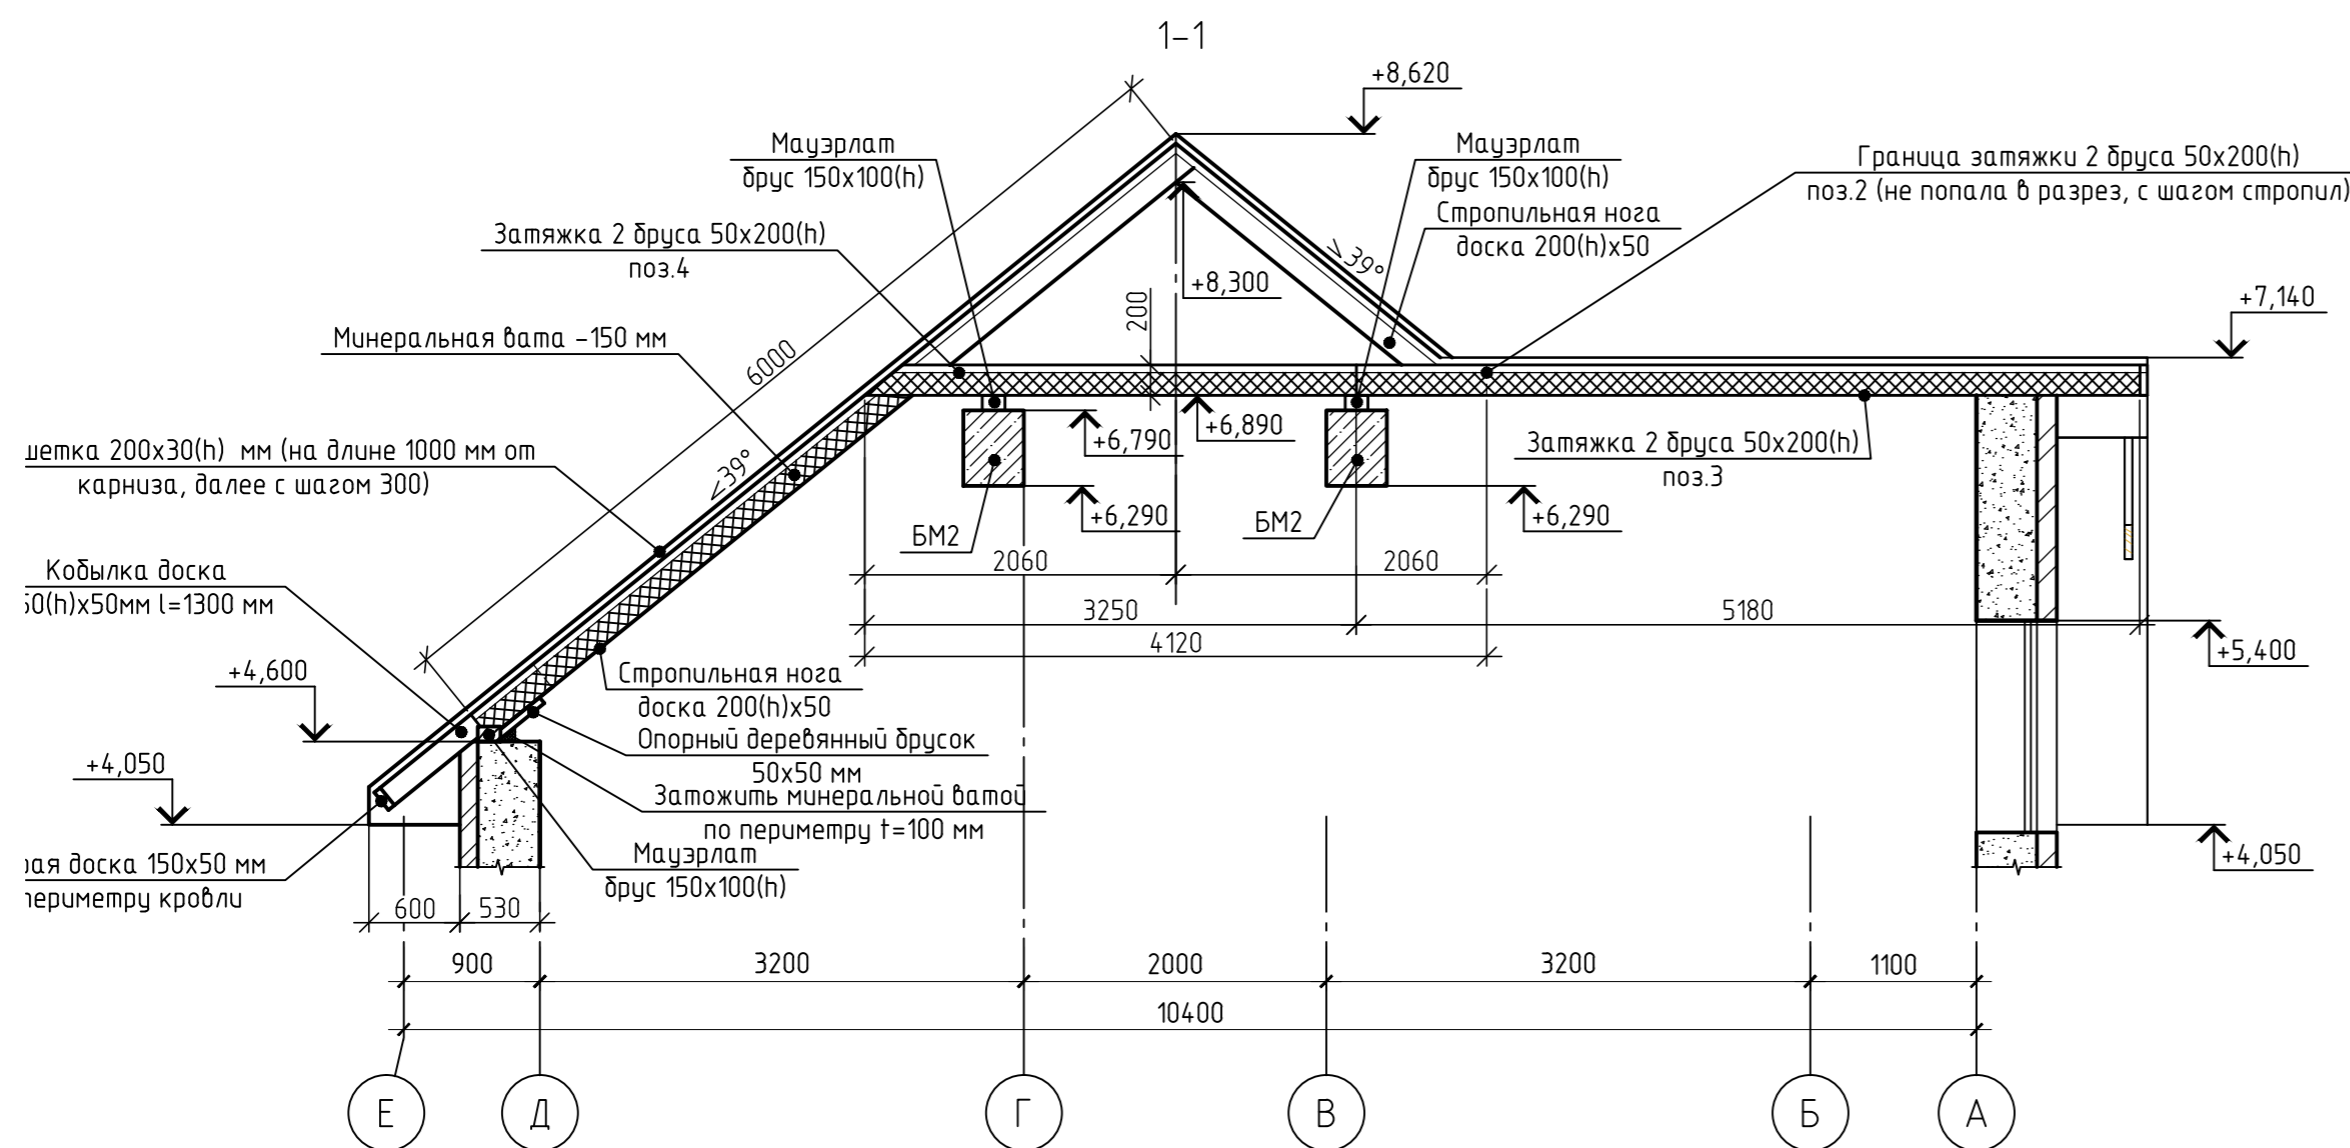 1-1
+8,620
Мауэрлат
брус 150х100(h)
Мауэрлат
брус 150х100(h)
Граница затяжки 2 бруса 50х200(h)
поз.2 (не попала в разрез, с шагом стропил)
Стропильная нога
доска 200(h)х50
Затяжка 2 бруса 50х200(h)
поз.4
39°
+8,300
+7,140
200
Минеральная вата -150 мм
6000
+6,790
+6,890
Затяжка 2 бруса 50х200(h)
поз.3
200х30(h) мм (на длине 1000 мм от
карниза, далее с шагом 300)
39°
+6,290
+6,290
БМ2
БМ2
2060
2060
Кобылка доска
0(h)х50мм l=1300 мм
3250
5180
4120
+5,400
+4,600
Стропильная нога
доска 200(h)х50
Опорный деревянный брусок
50х50 мм
+4,050
Затожить минеральной ватой
по периметру t=100 мм
Мауэрлат
брус 150х100(h)
+4,050
доска 150х50 мм
периметру кровли
600
530
900
3200
2000
3200
1100
10400
Е
Д
Г
В
Б
А